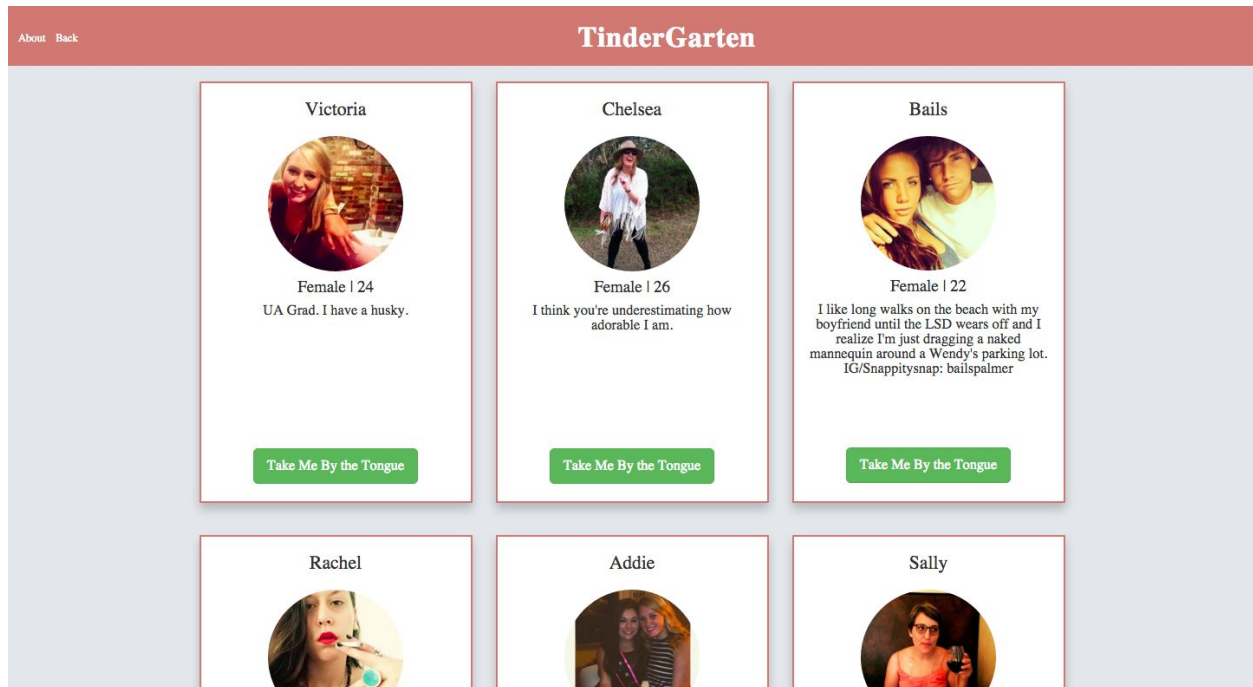 About Back
TinderGarten
Victoria
Female | 24
UA Grad. I have a husky.
Take Me By the Tongue
Chelsea
Female | 26
I think you're underestimating how
adorable I am.
Take Me By the Tongue
Bails
Female | 22
I like long walks on the beach with my
boyfriend until the LSD wears off and I
realize I'm just dragging a naked
mannequin around a Wendy's parking lot.
IG/Snappitysnap: bailspalmer
Take Me By the Tongue
Rachel
Addie
Sally